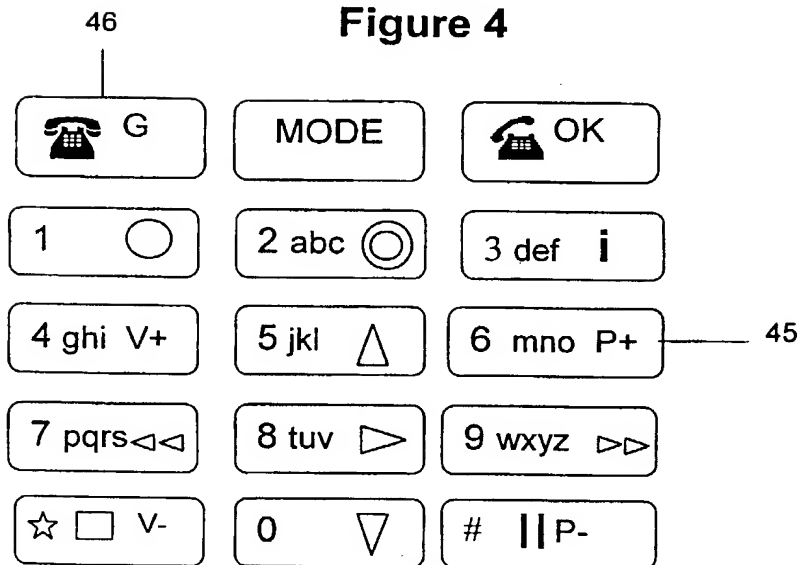 46
Figure 4
G MODE OK
1 2 abc 3 def i
4 ghi V+ 5 jkl 6 mno P+ 45
7 pqrs 8 tuv 9 wxyz
V- 0 # P-